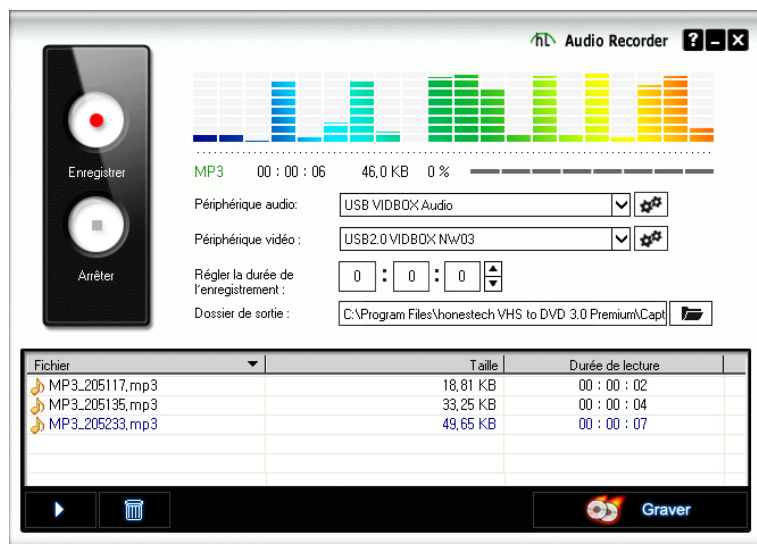 ht Audio Recorder ?
Enregistrer
Arrêter
MP3 00 : 00 : 06 46,0 KB 0 %
Périphérique audio: USB VIDBOX Audio
Périphérique vidéo : USB2.0 VIDBOX NW03
Régler la durée de
l'enregistrement : 0 : 0 : 0
Dossier de sortie : C:\Program Files\honestech VHS to DVD 3.0 Premium\Capt
Fichier Taille Durée de lecture
MP3_205117.mp3 18,81 KB 00 : 00 : 02
MP3_205135.mp3 33,25 KB 00 : 00 : 04
MP3_205233.mp3 49,65 KB 00 : 00 : 07
Graver